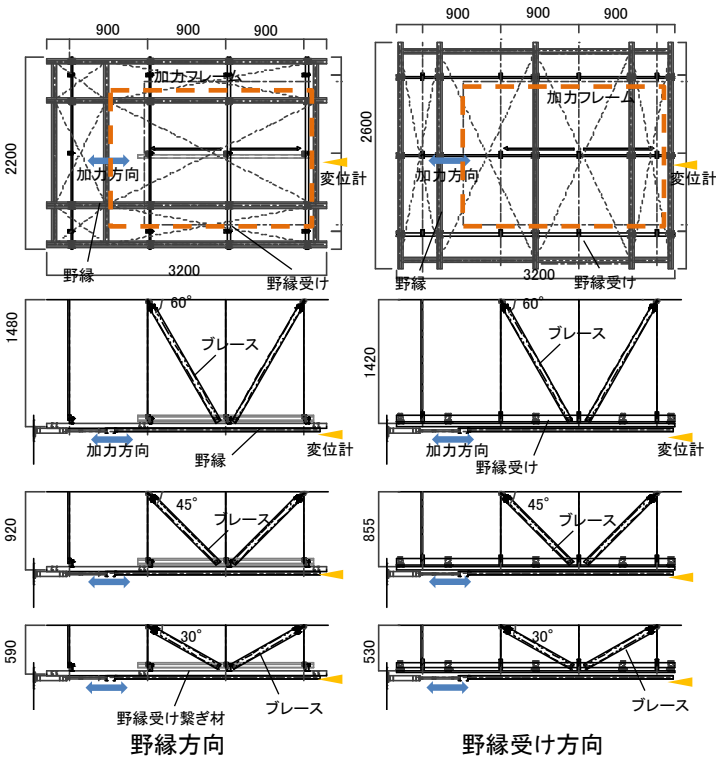 900 900 900
加力フレーム
2200
加力方向
変位計
野縁
3200
野縁受け
900 900 900
加力フレーム
2600
加力方向
変位計
野縁
3200
野縁受け
1480
60°
ブレース
加力方向
野縁
変位計
1420
60°
ブレース
野縁受け
変位計
920
45°
ブレース
855
45°
ブレース
590
30°
野縁受け繋ぎ材
ブレース
530
30°
ブレース
野縁方向
野縁受け方向